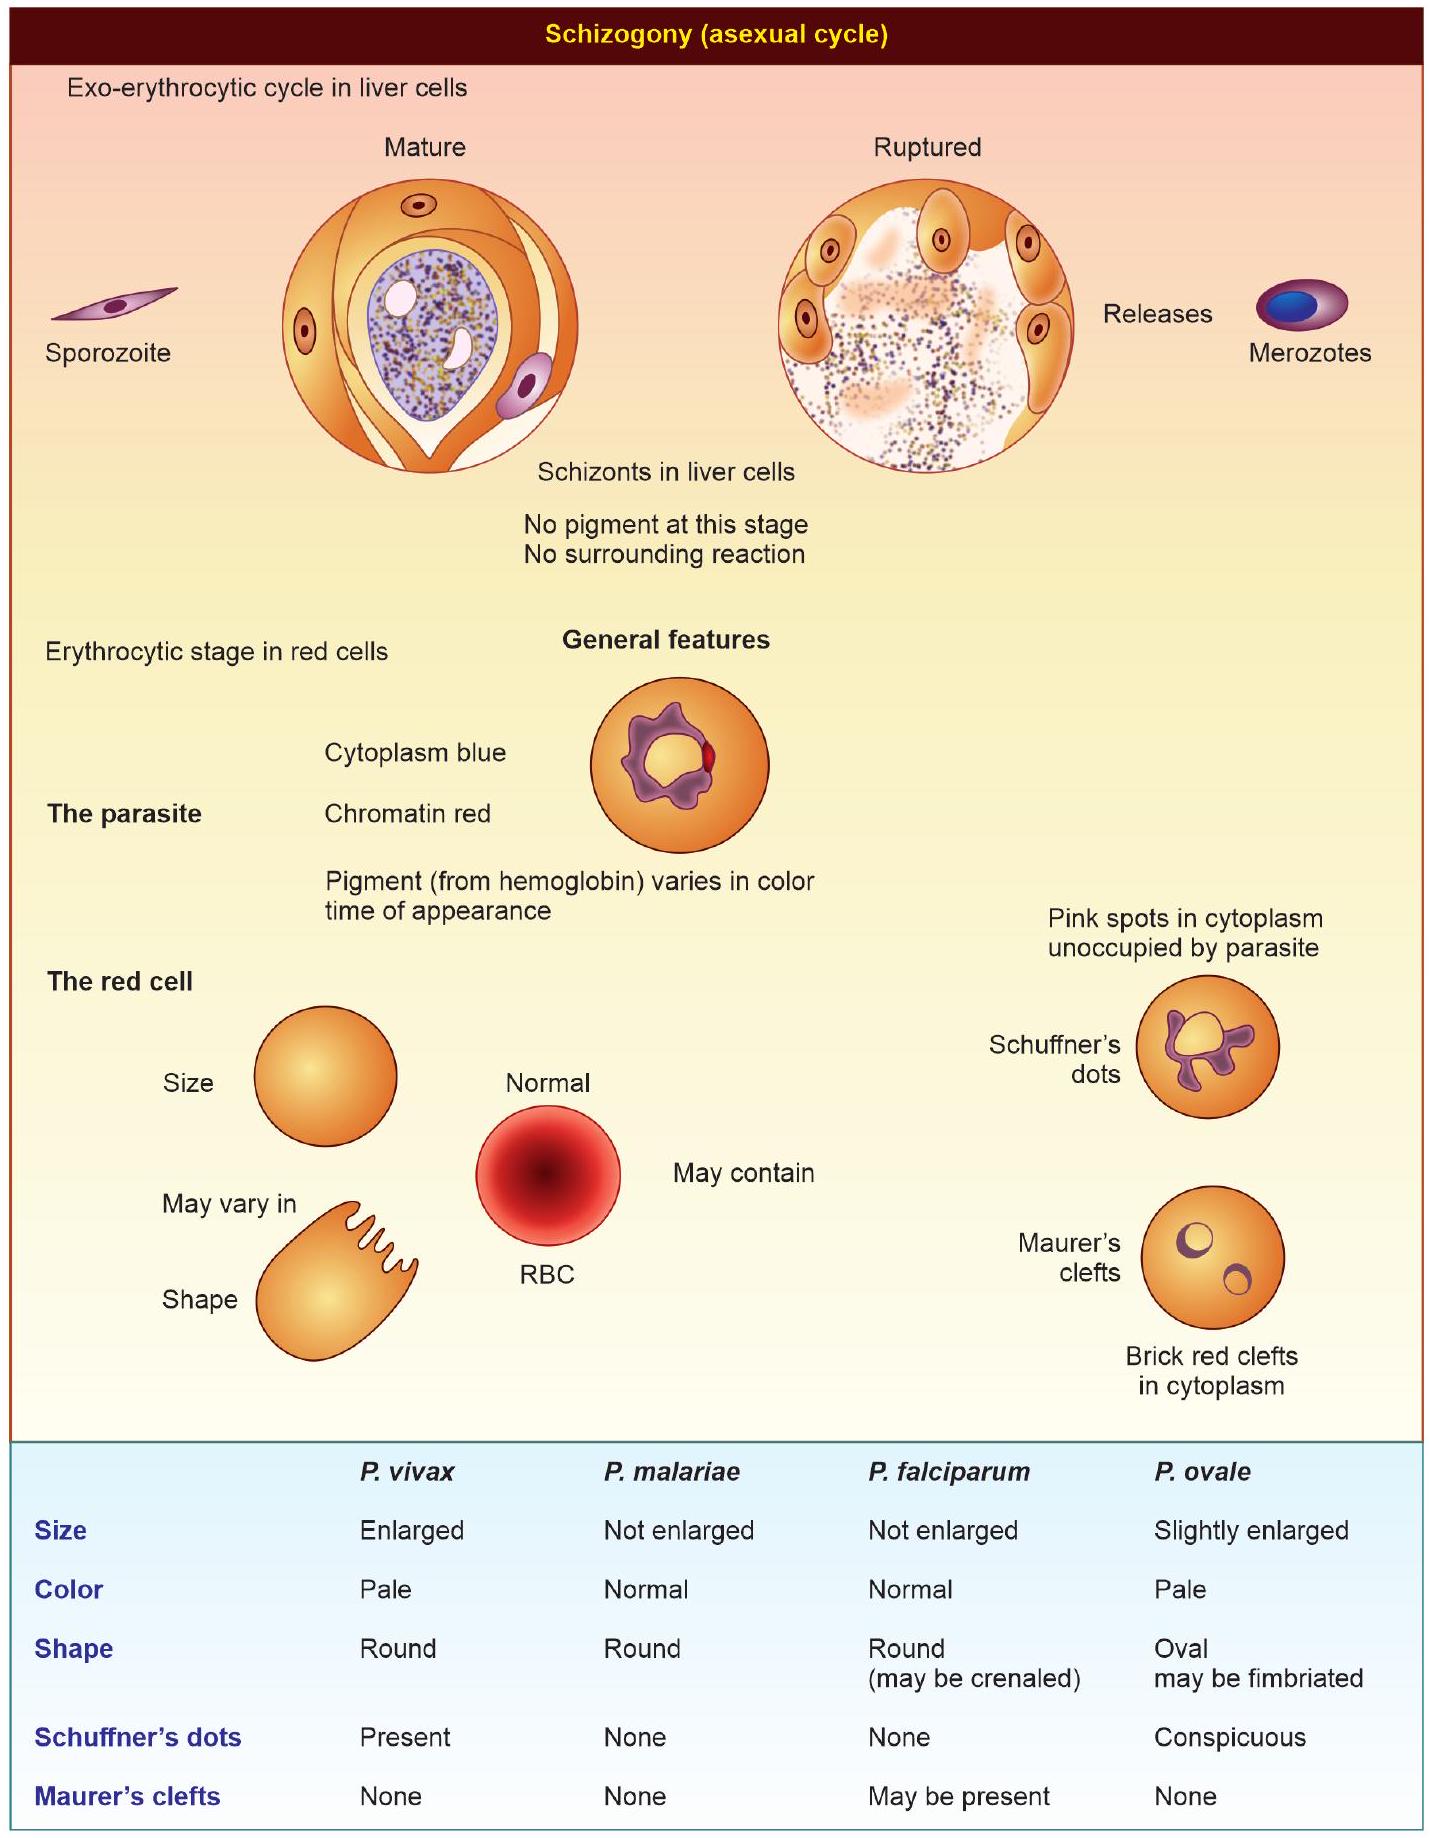 Schizogony (asexual cycle)
Exo-erythrocytic cycle in liver cells
Mature
Ruptured
Sporozoite
Releases
Merozotes
Schizonts in liver cells
No pigment at this stage
No surrounding reaction
Erythrocytic stage in red cells
General features
Cytoplasm blue
The parasite
Chromatin red
Pigment (from hemoglobin) varies in color
time of appearance
Pink spots in cytoplasm
unoccupied by parasite
The red cell
Schuffner's
dots
Size
Normal
May contain
May vary in
Maurer's
clefts
RBC
Shape
Brick red clefts
in cytoplasm
P. vivax P. malariae P. falciparum P. ovale
Size Enlarged Not enlarged Not enlarged Slightly enlarged
Color Pale Normal Normal Pale
Shape Round Round Round Oval
(may be crenaled) may be fimbriated
Schuffner's dots Present None None Conspicuous
Maurer's clefts None None May be present None